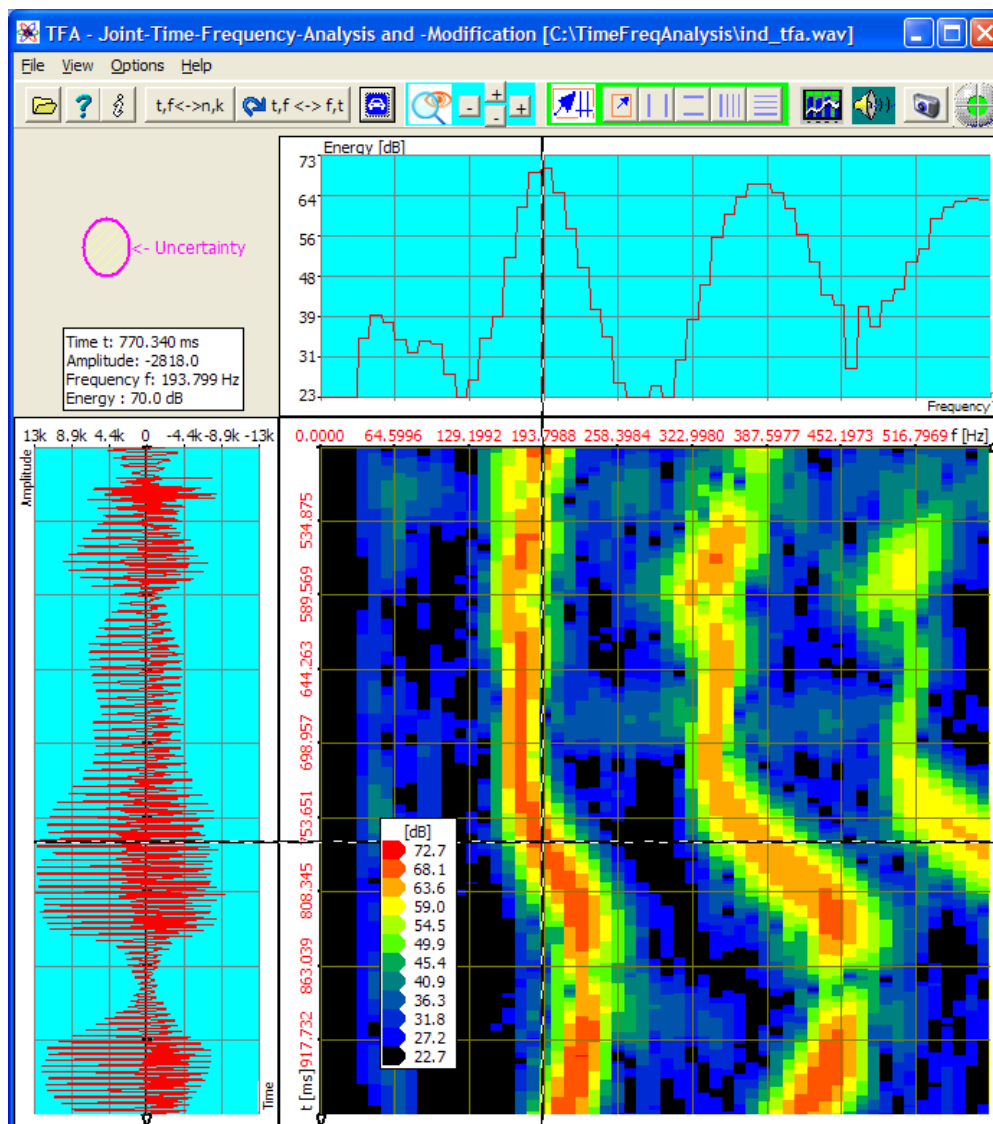 TFA - Joint-Time-Frequency-Analysis and -Modification [C:\TimeFreqAnalysis\ind_tfa.wav]
File View Options Help
? i t,f<->n,k t,f <-> f,t - + - +
Energy [dB]
73
64
56
48
39
31
23
Frequency
<- Uncertainty
Time t: 770.340 ms
Amplitude: -2818.0
Frequency f: 193.799 Hz
Energy : 70.0 dB
13k 8.9k 4.4k 0 -4.4k -8.9k -13k
Amplitude
Time
0.0000 64.5996 129.1992 193.7988 258.3984 322.9980 387.5977 452.1973 516.7969 f [Hz]
534.875
589.569
644.263
698.957
753.651
808.345
863.039
917.732
t [ms]
[dB]
72.7
68.1
63.6
59.0
54.5
49.9
45.4
40.9
36.3
31.8
27.2
22.7